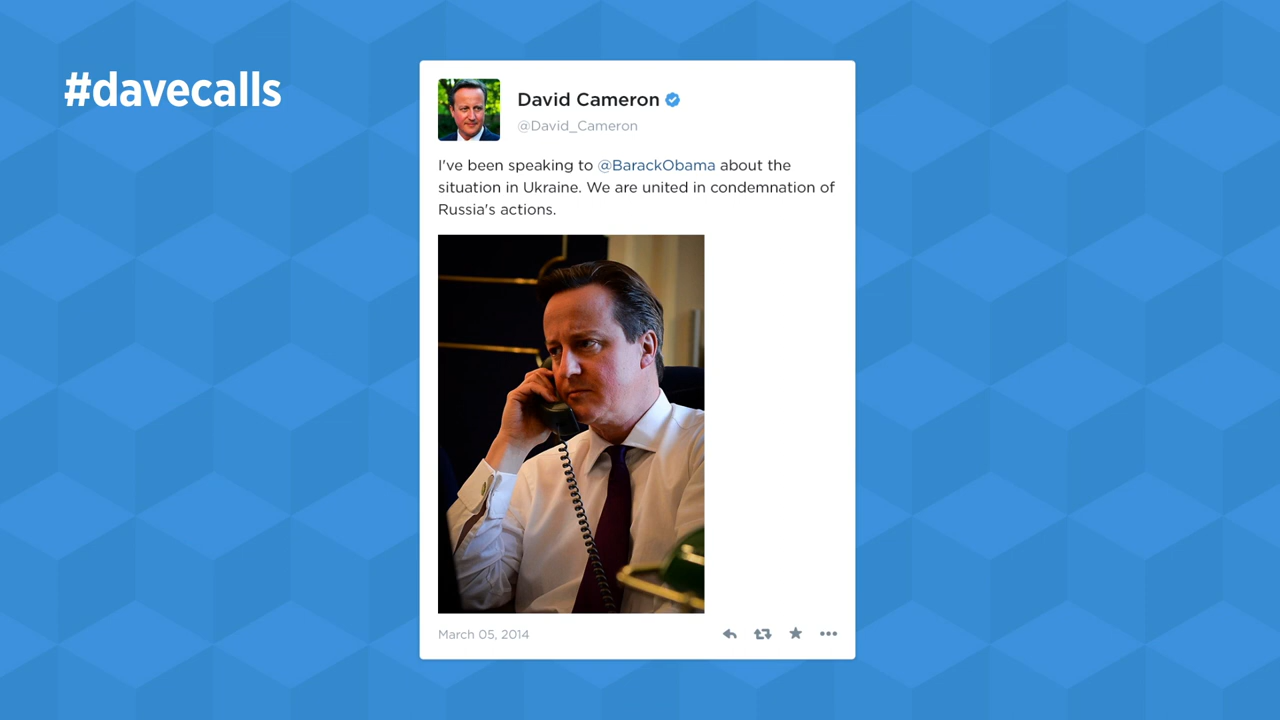 #davecalls
David Cameron
@David_Cameron
I've been speaking to @BarackObama about the
situation in Ukraine. We are united in condemnation of
Russia's actions.
March 05, 2014